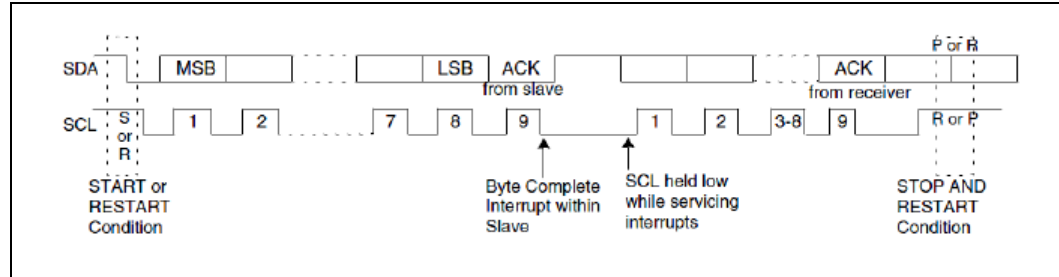 P or R
SDA MSB LSB ACK ACK
from slave from receiver
SCL S or R 1 2 7 8 9 1 2 3-8 9 R or P
START or
RESTART
Condition
Byte Complete
Interrupt within
Slave
SCL held low
while servicing
interrupts
STOP AND
RESTART
Condition